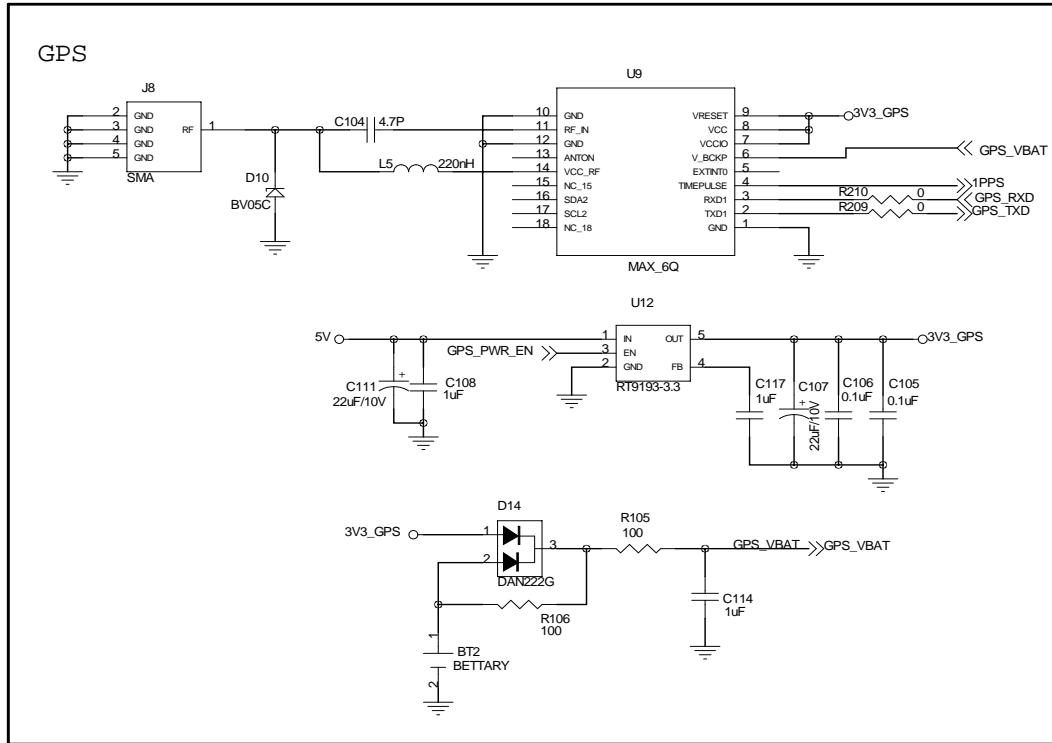 GPS
J8
2 GND
3 GND
4 GND
5 GND
RF 1
SMA
C104 4.7P
L5 220nH
D10
BV05C
U9
10 GND VRESET 9
11 RF_IN VCC 8
12 GND VCCIO 7
13 ANTON V_BCKP 6
14 VCC_RF EXTINT0 5
15 NC_15 TIMEPULSE 4
16 SDA2 RXD1 3
17 SCL2 TXD1 2
18 NC_18 GND 1
MAX_6Q
3V3_GPS
GPS_VBAT
1PPS
R210 0 GPS_RXD
R209 0 GPS_TXD
U12
5V
1 IN OUT 5
GPS_PWR_EN 3 EN
2 GND FB 4
RT9193-3.3
3V3_GPS
C111
22uF/10V
+
C108
1uF
C117
1uF
+
C107
22uF/10V
C106
0.1uF
C105
0.1uF
D14
3V3_GPS 1
2
3
DAN222G
R105
100
GPS_VBAT GPS_VBAT
R106
100
C114
1uF
1
BT2
BETTARY
2